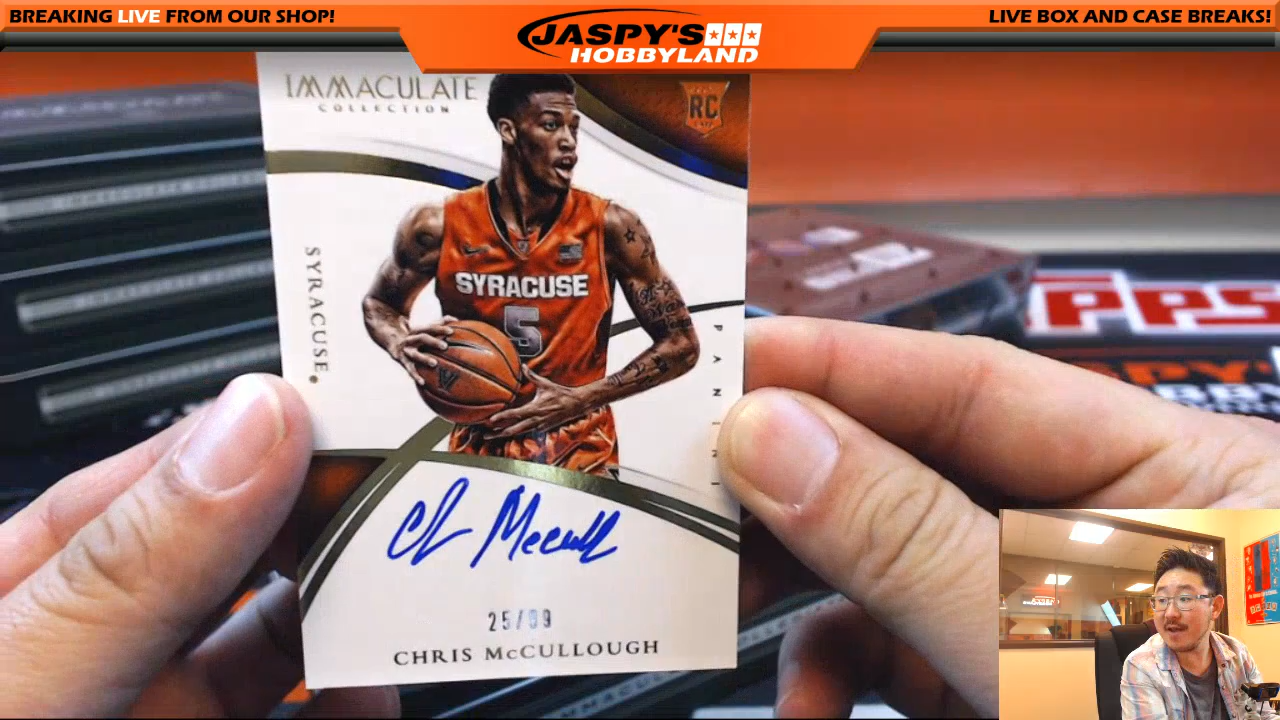 BREAKING LIVE FROM OUR SHOP!
JASPY'S
HOBBYLAND
LIVE BOX AND CASE BREAKS!
IMMACULATE
COLLECTION
RC
SYRACUSE
SYRACUSE
5
PANINI
25/99
CHRIS McCULLOUGH